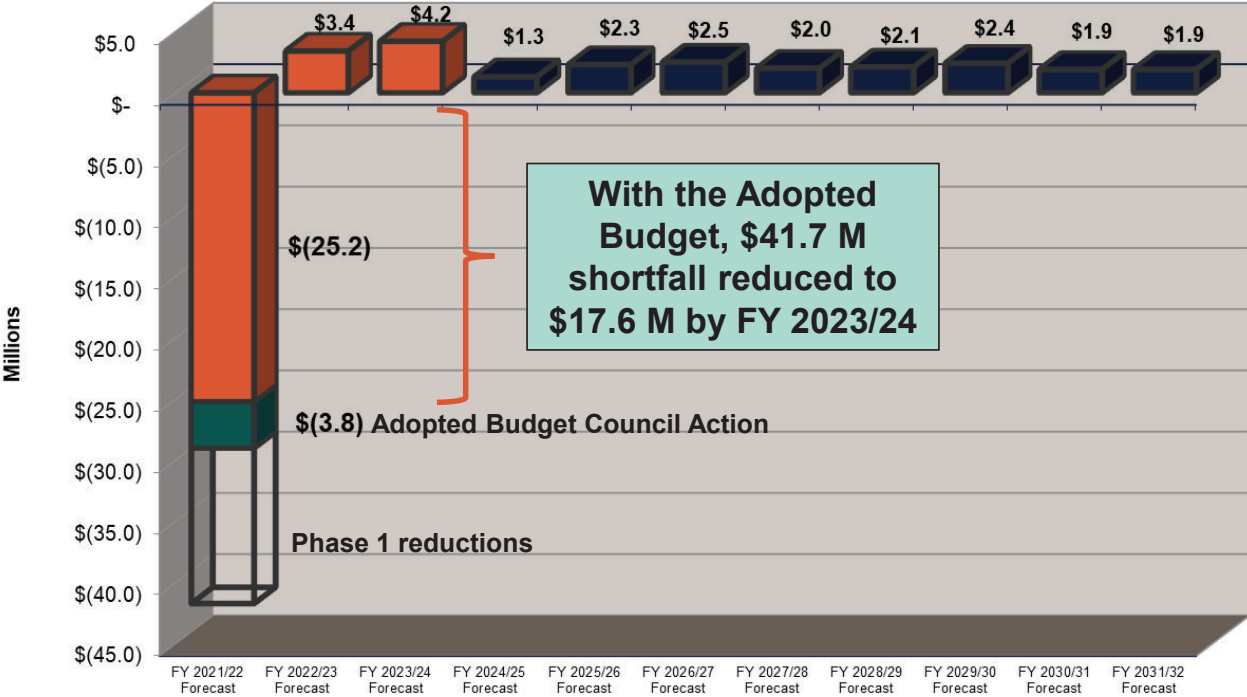 $3.4 $4.2 $1.3 $2.3 $2.5 $2.0 $2.1 $2.4 $1.9 $1.9
$5.0
$-
$(5.0)
$(10.0)
$(15.0)
$(20.0)
$(25.0)
$(30.0)
$(35.0)
$(40.0)
$(45.0)
Millions
With the Adopted
Budget, $41.7 M
shortfall reduced to
$17.6 M by FY 2023/24
$(25.2)
$(3.8) Adopted Budget Council Action
Phase 1 reductions
FY 2021/22 FY 2022/23 FY 2023/24 FY 2024/25 FY 2025/26 FY 2026/27 FY 2027/28 FY 2028/29 FY 2029/30 FY 2030/31 FY 2031/32
Forecast Forecast Forecast Forecast Forecast Forecast Forecast Forecast Forecast Forecast Forecast